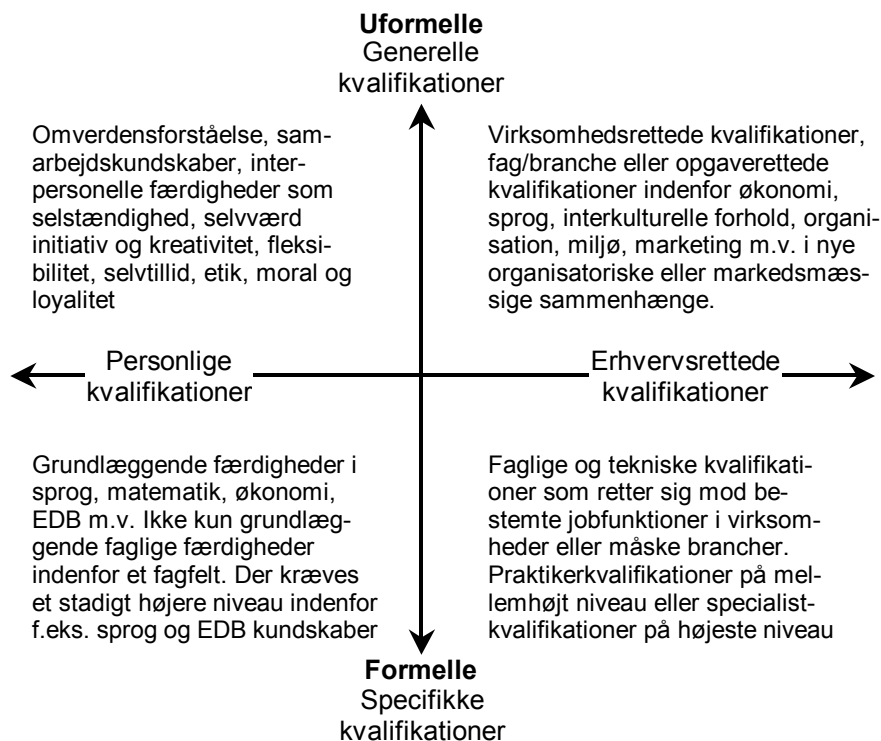 Uformelle
Generelle
kvalifikationer
Omverdensforståelse, sam-
arbejdskundskaber, inter-
personelle færdigheder som
selstændighed, selvværd
initiativ og kreativitet, fleksi-
bilitet, selvtillid, etik, moral og
loyalitet
Virksomhedsrettede kvalifikationer,
fag/branche eller opgaverettede
kvalifikationer indenfor økonomi,
sprog, interkulturelle forhold, organi-
sation, miljø, marketing m.v. i nye
organisatoriske eller markedsmæs-
sige sammenhænge.
Personlige
kvalifikationer
Erhvervsrettede
kvalifikationer
Grundlæggende færdigheder i
sprog, matematik, økonomi,
EDB m.v. Ikke kun grundlæg-
gende faglige færdigheder
indenfor et fagfelt. Der kræves
et stadigt højere niveau indenfor
f.eks. sprog og EDB kundskaber
Faglige og tekniske kvalifikati-
oner som retter sig mod be-
stemte jobfunktioner i virksom-
heder eller måske brancher.
Praktikerkvalifikationer på mel-
lemhøjt niveau eller specialist-
kvalifikationer på højeste niveau
Formelle
Specifikke
kvalifikationer